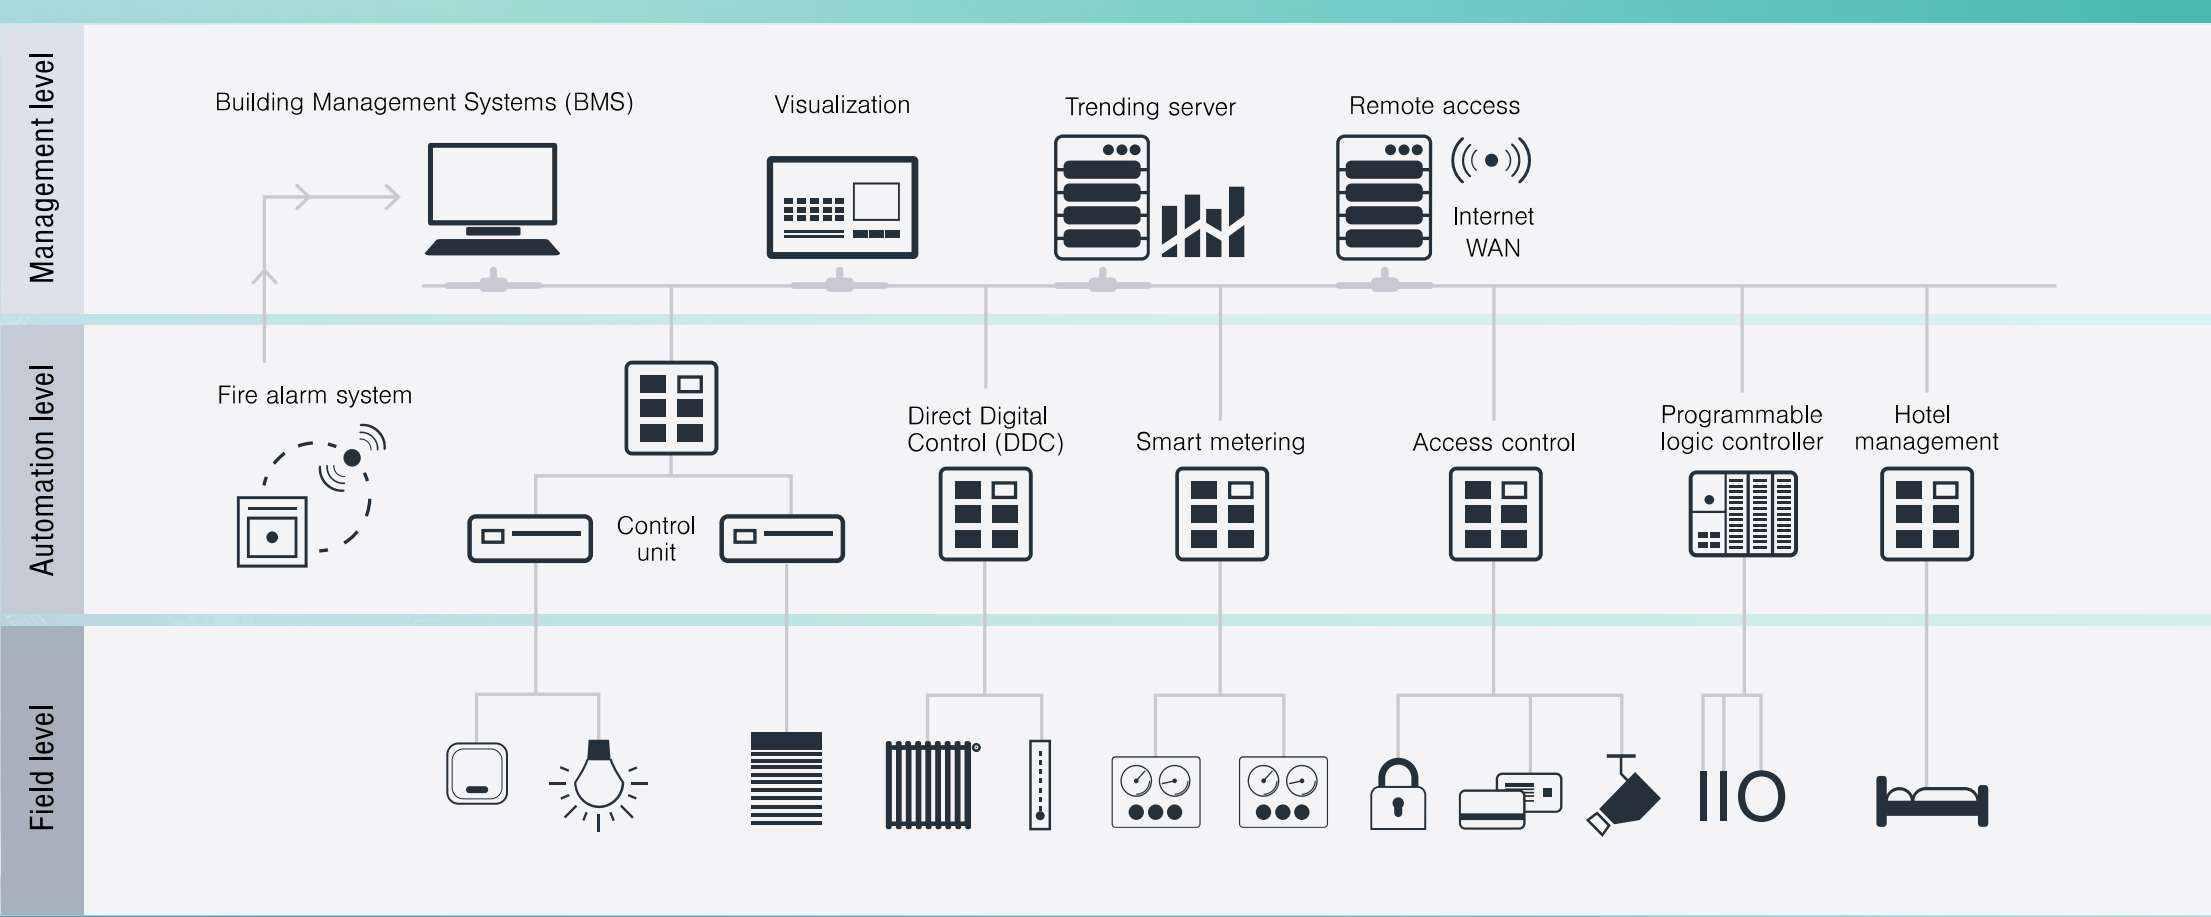 Management level
Building Management Systems (BMS)
Visualization
Trending server
Remote access
Internet
WAN
Automation level
Fire alarm system
Control
unit
Direct Digital
Control (DDC)
Smart metering
Access control
Programmable
logic controller
Hotel
management
Field level
IIO